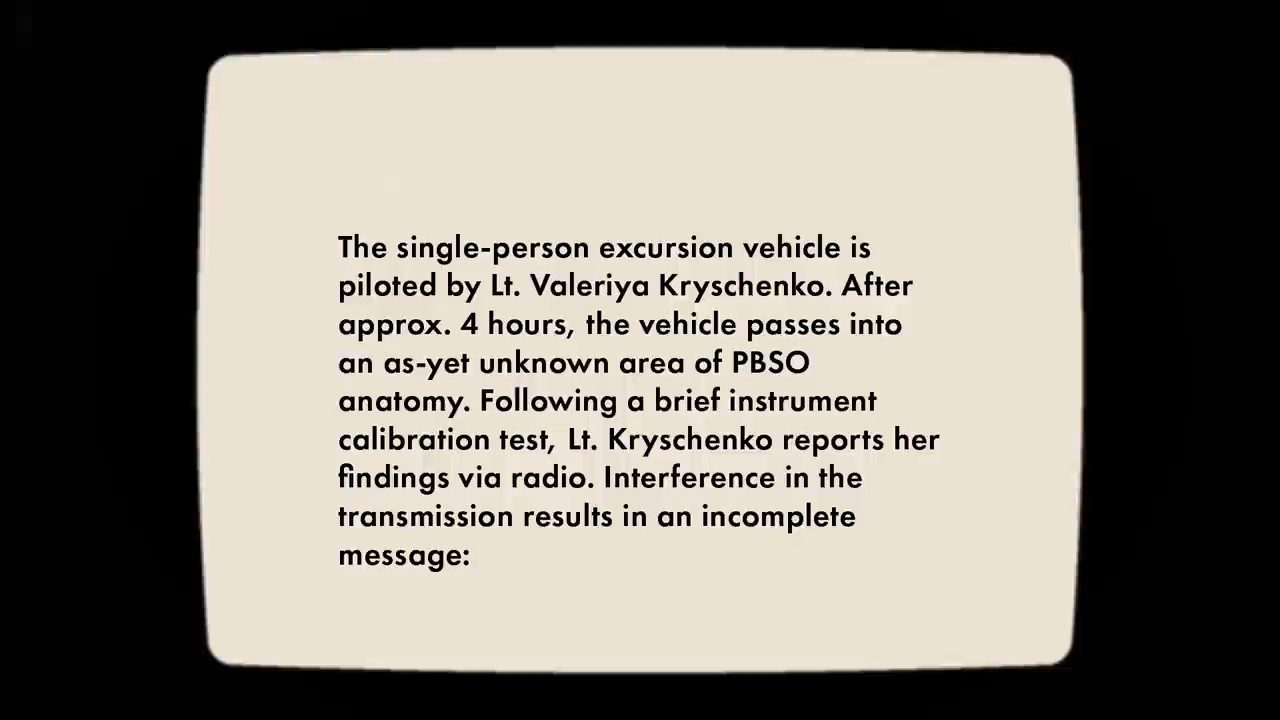 The single-person excursion vehicle is
piloted by Lt. Valeriya Kryschenko. After
approx. 4 hours, the vehicle passes into
an as-yet unknown area of PBSO
anatomy. Following a brief instrument
calibration test, Lt. Kryschenko reports her
findings via radio. Interference in the
transmission results in an incomplete
message: